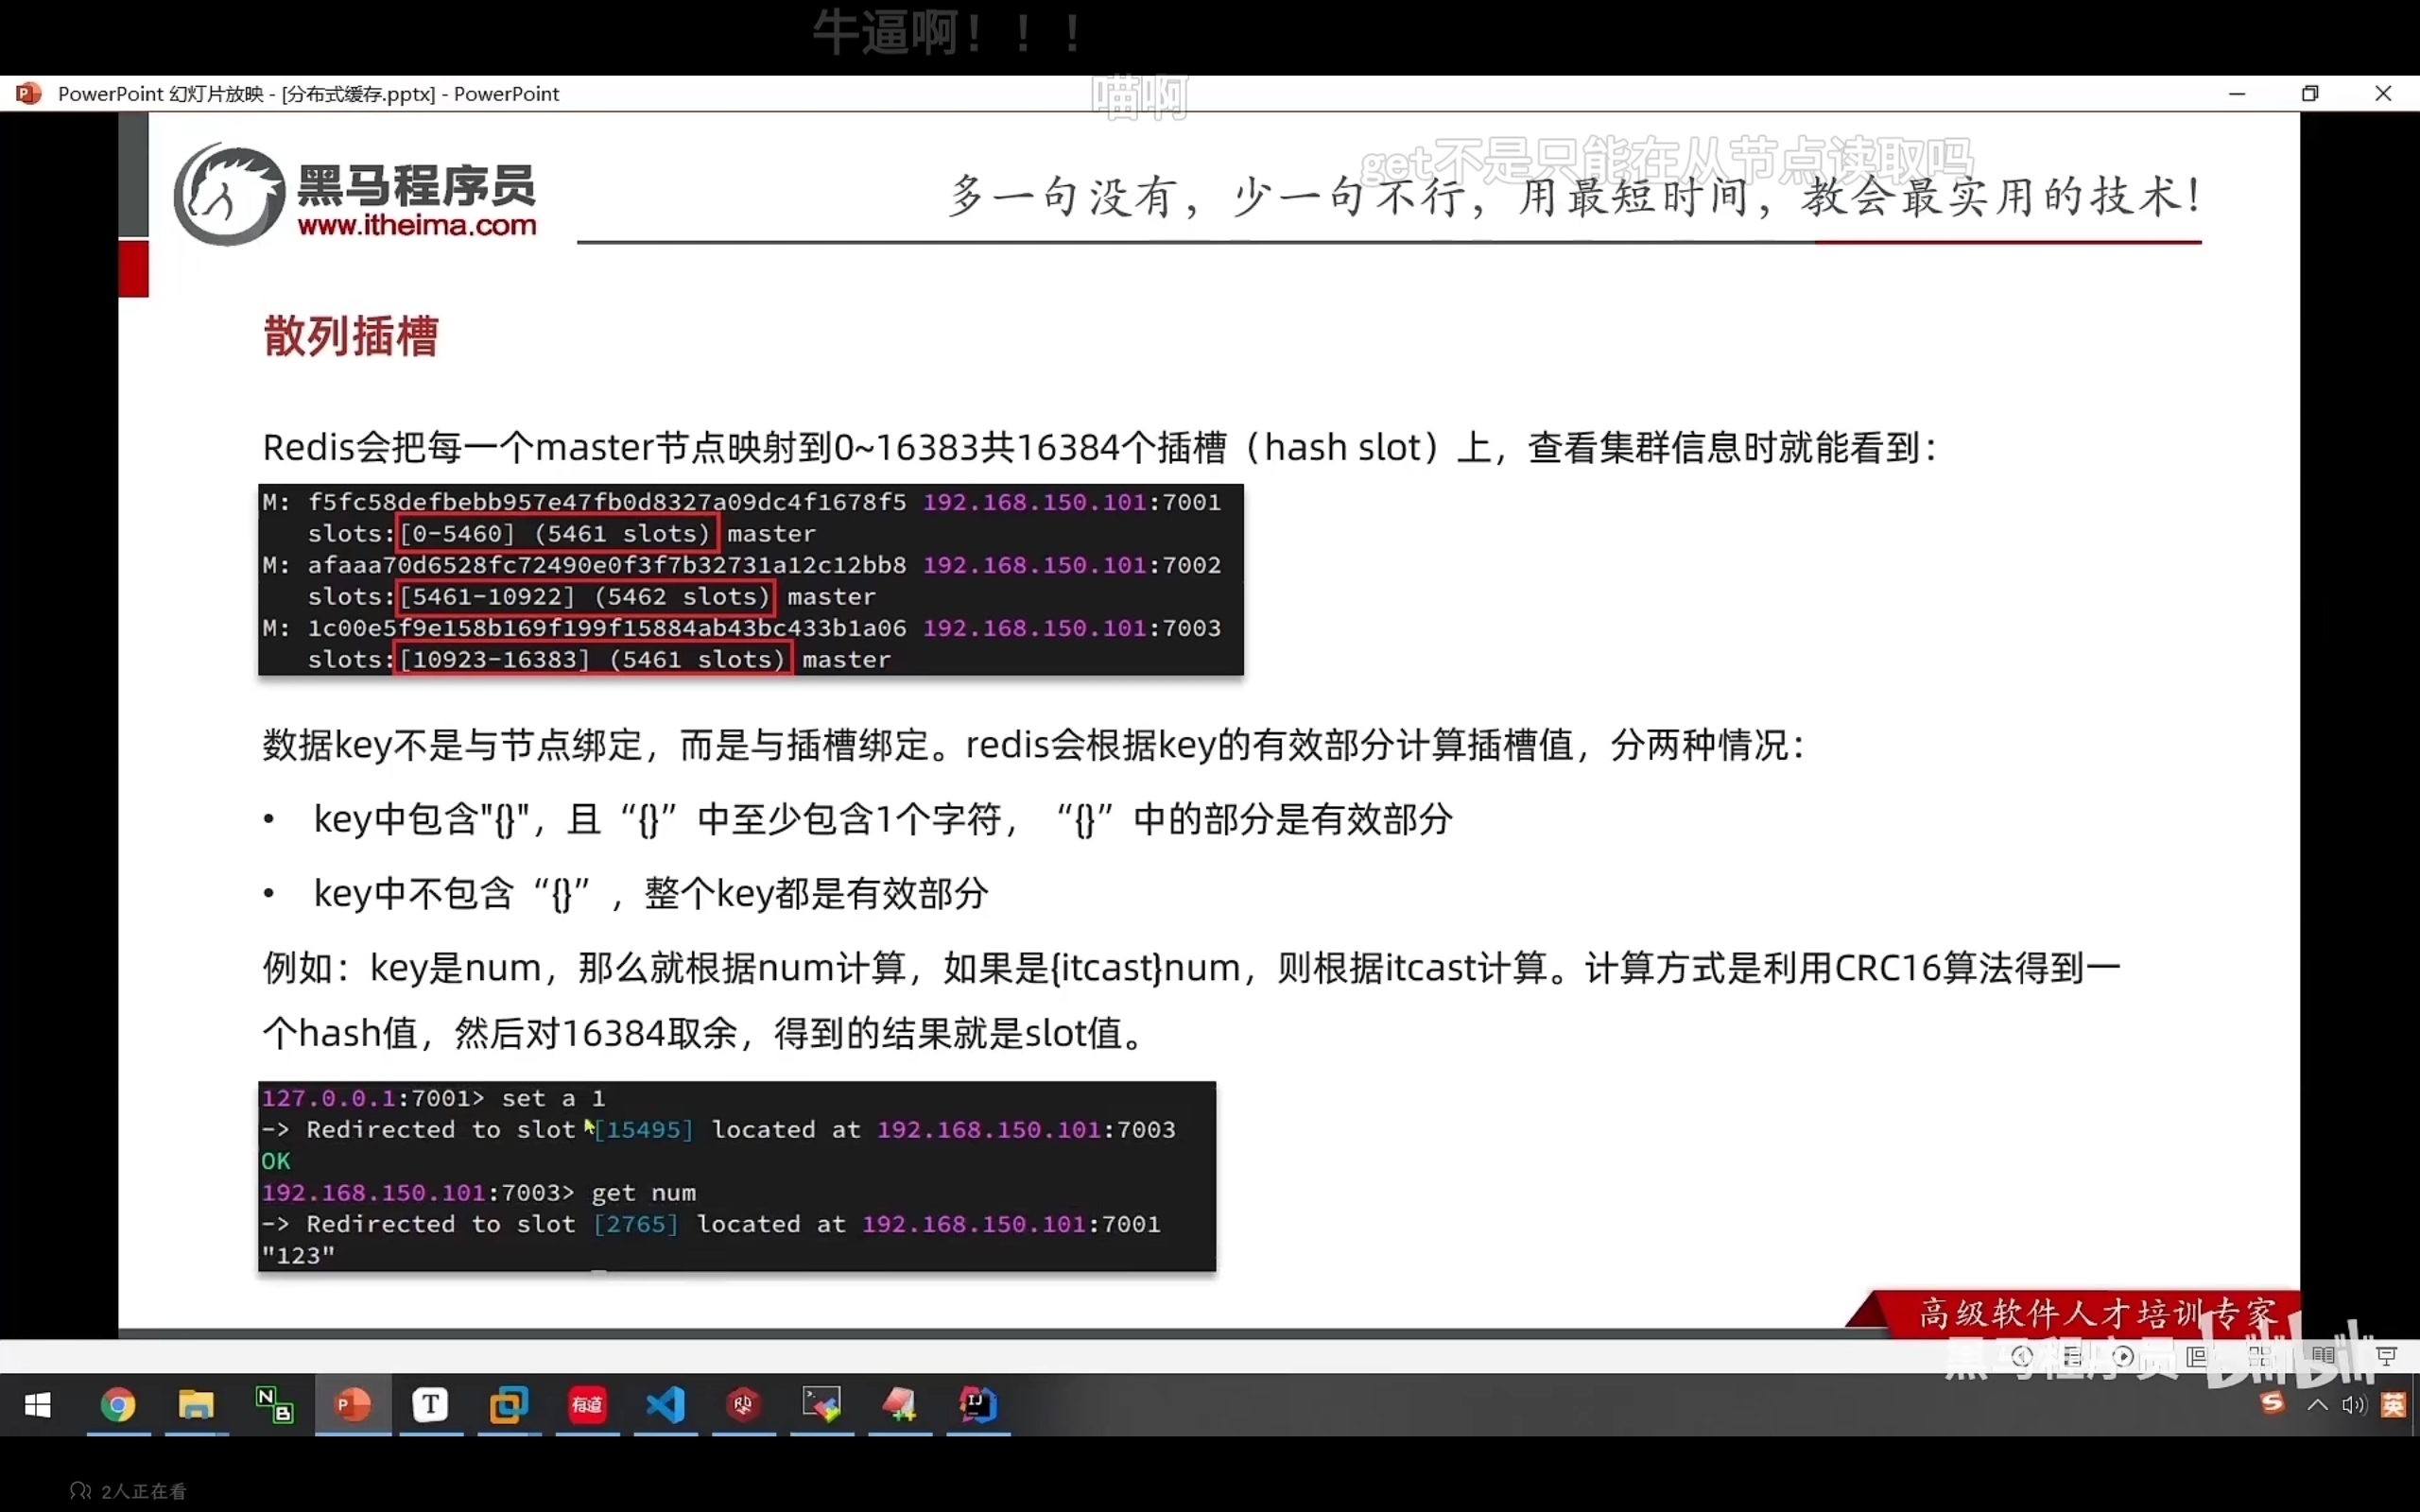 牛逼啊！！！
PowerPoint 幻灯片放映 - [分布式缓存.pptx] - PowerPoint
喵啊
get不是只能在从节点读取吗
黑马程序员
www.itheima.com
多一句没有，少一句不行，用最短时间，教会最实用的技术！
散列插槽
Redis会把每一个master节点映射到0~16383共16384个插槽（hash slot）上，查看集群信息时就能看到：
M: f5fc58defbebb957e47fb0d8327a09dc4f1678f5 192.168.150.101:7001
slots:[0-5460] (5461 slots) master
M: afaaa70d6528fc72490e0f3f7b32731a12c12bb8 192.168.150.101:7002
slots:[5461-10922] (5462 slots) master
M: 1c00e5f9e158b169f199f15884ab43bc433b1a06 192.168.150.101:7003
slots:[10923-16383] (5461 slots) master
数据key不是与节点绑定，而是与插槽绑定。redis会根据key的有效部分计算插槽值，分两种情况：
• key中包含"{}"，且“{}”中至少包含1个字符，“{}”中的部分是有效部分
• key中不包含“{}”，整个key都是有效部分
例如：key是num，那么就根据num计算，如果是{itcast}num，则根据itcast计算。计算方式是利用CRC16算法得到一
个hash值，然后对16384取余，得到的结果就是slot值。
127.0.0.1:7001> set a 1
-> Redirected to slot [15495] located at 192.168.150.101:7003
OK
192.168.150.101:7003> get num
-> Redirected to slot [2765] located at 192.168.150.101:7001
"123"
高级软件人才培训专家
黑马程序员 bilibili
N B
P
T
有道
RD
IJ
S
英
2人正在看